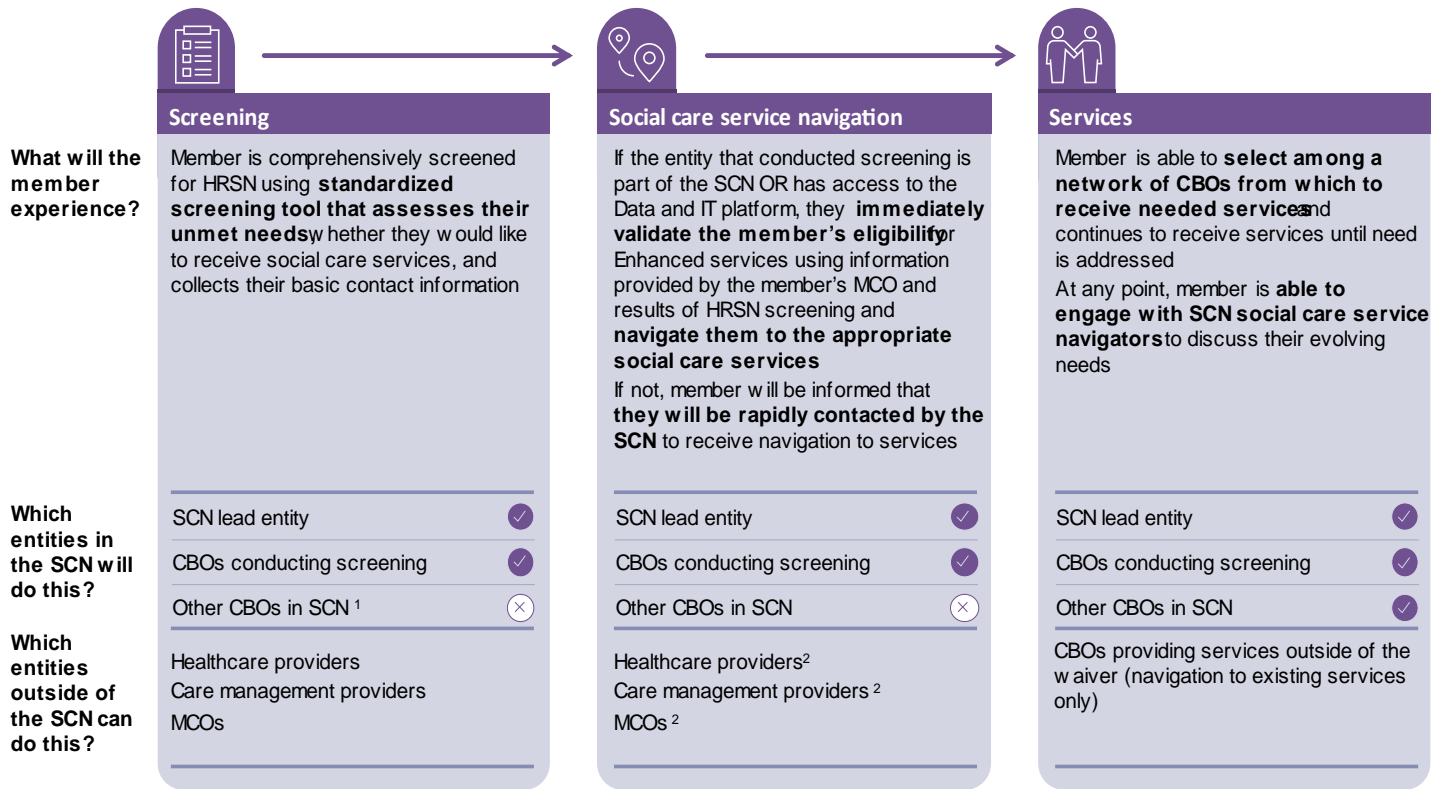 Screening
Social care service navigation
Services
What will the
member
experience?
Member is comprehensively screened
for HRSN using standardized
screening tool that assesses their
unmet needs, whether they would like
to receive social care services, and
collects their basic contact information
If the entity that conducted screening is
part of the SCN OR has access to the
Data and IT platform, they immediately
validate the member's eligibility for
Enhanced services using information
provided by the member's MCO and
results of HRSN screening and
navigate them to the appropriate
social care services
If not, member will be informed that
they will be rapidly contacted by the
SCN to receive navigation to services
Member is able to select among a
network of CBOs from which to
receive needed services and
continues to receive services until need
is addressed
At any point, member is able to
engage with SCN social care service
navigators to discuss their evolving
needs
Which
entities in
the SCN will
do this?
SCN lead entity
CBOs conducting screening
Other CBOs in SCN 1
SCN lead entity
CBOs conducting screening
Other CBOs in SCN
SCN lead entity
CBOs conducting screening
Other CBOs in SCN
Which
entities
outside of
the SCN can
do this?
Healthcare providers
Care management providers
MCOs
Healthcare providers2
Care management providers 2
MCOs 2
CBOs providing services outside of the
waiver (navigation to existing services
only)